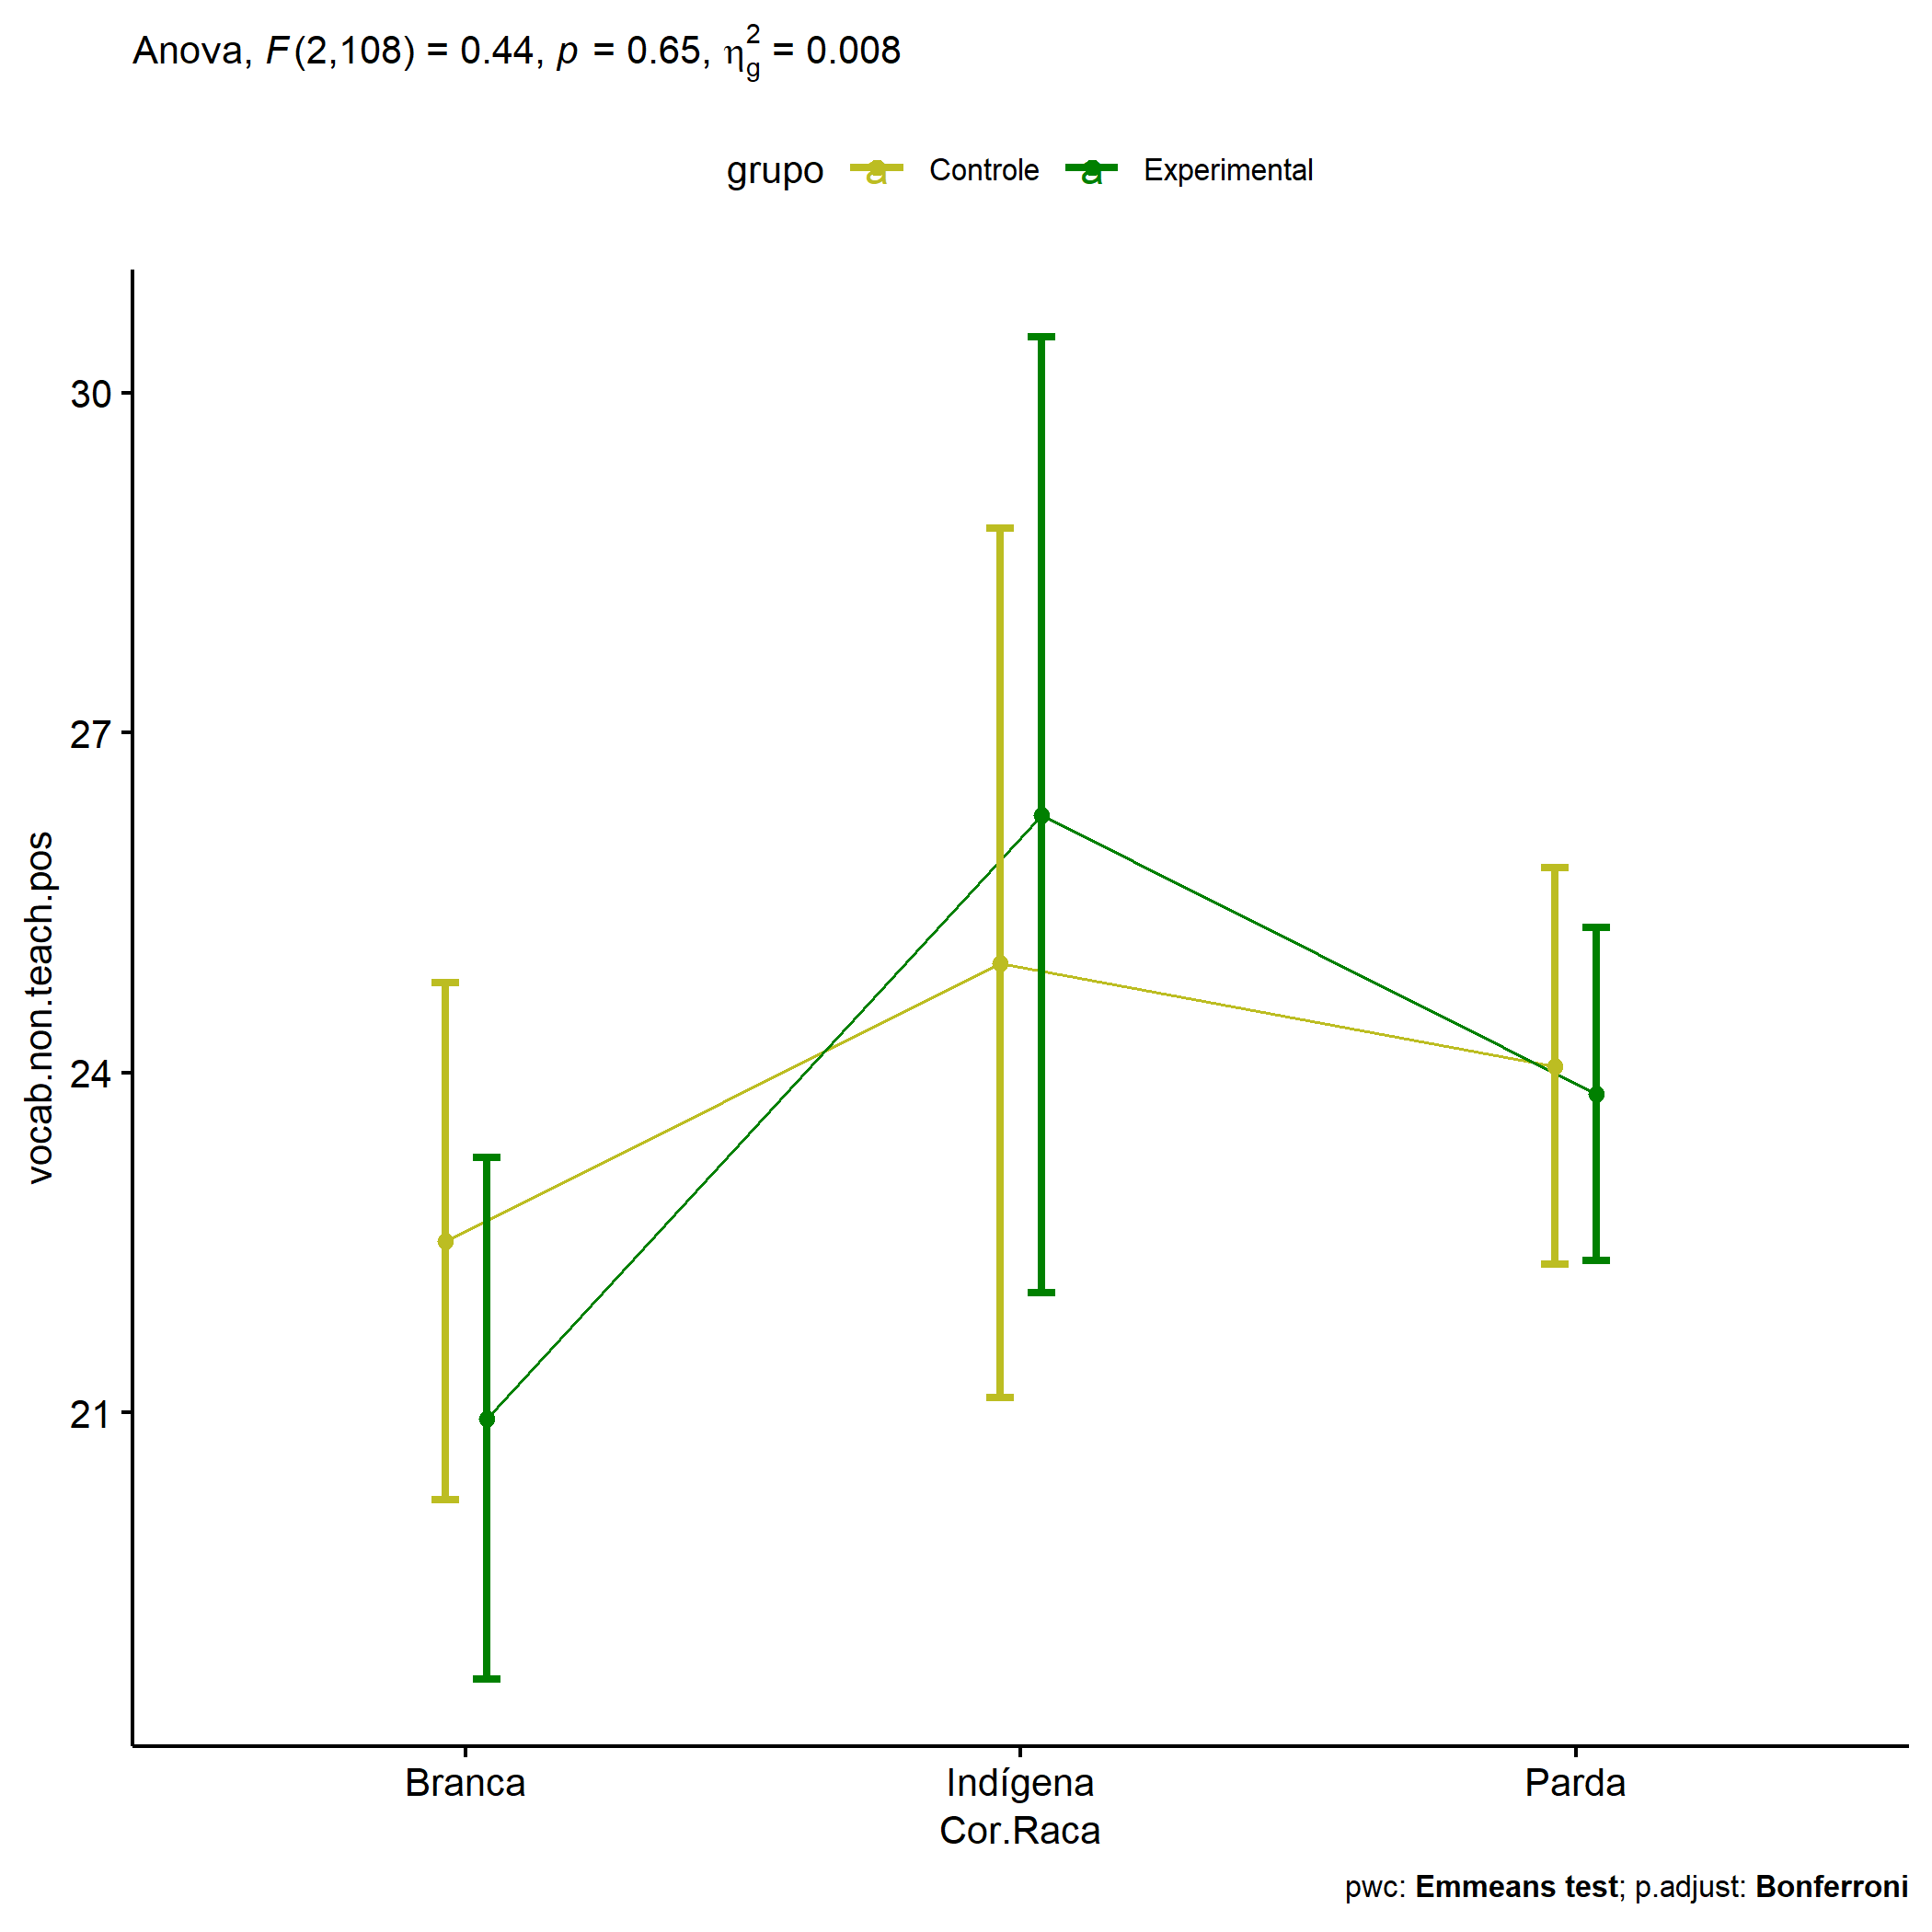 Anova, F(2,108) = 0.44, p = 0.65, η²g = 0.008
grupo a Controle a Experimental
30
27
24
21
vocab.non.teach.pos
Branca Indígena Parda
Cor.Raca
pwc: Emmeans test; p.adjust: Bonferroni